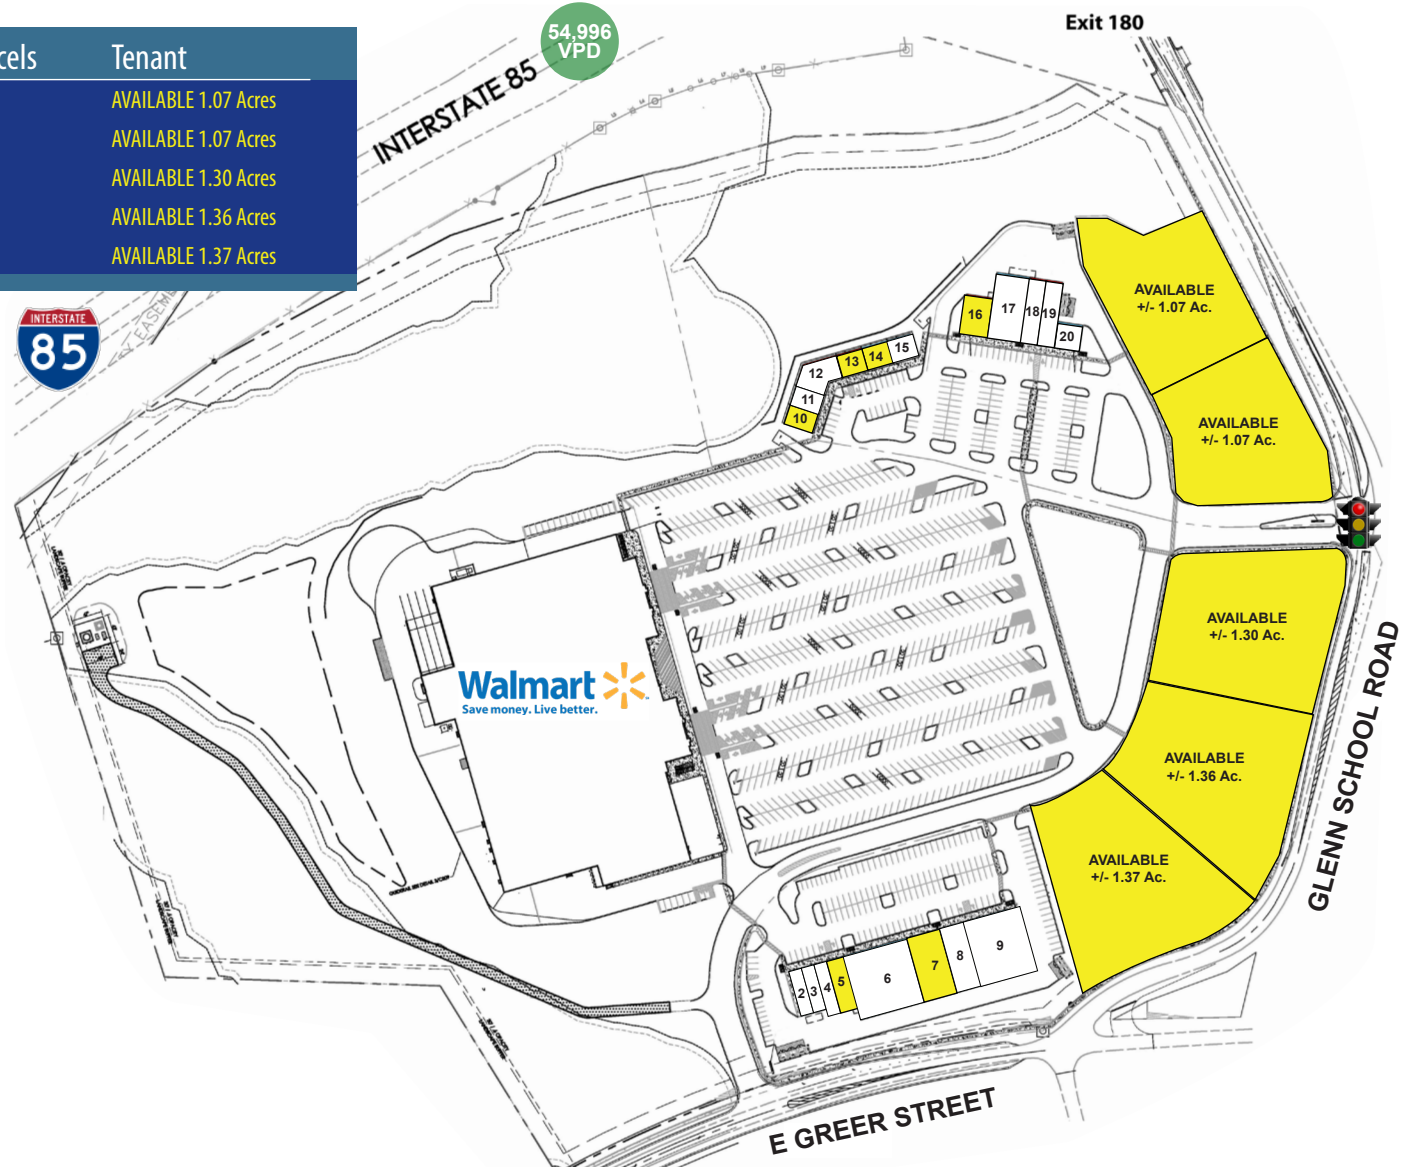 Exit 180
54,996
VPD
cels Tenant
AVAILABLE 1.07 Acres
AVAILABLE 1.07 Acres
AVAILABLE 1.30 Acres
AVAILABLE 1.36 Acres
AVAILABLE 1.37 Acres
INTERSTATE 85
INTERSTATE
85
AVAILABLE
+/- 1.07 Ac.
16
17
18
19
20
15
14
13
12
11
10
AVAILABLE
+/- 1.07 Ac.
AVAILABLE
+/- 1.30 Ac.
Walmart
Save money. Live better.
AVAILABLE
+/- 1.36 Ac.
AVAILABLE
+/- 1.37 Ac.
GLENN SCHOOL ROAD
2
3
4
5
6
7
8
9
E GREER STREET